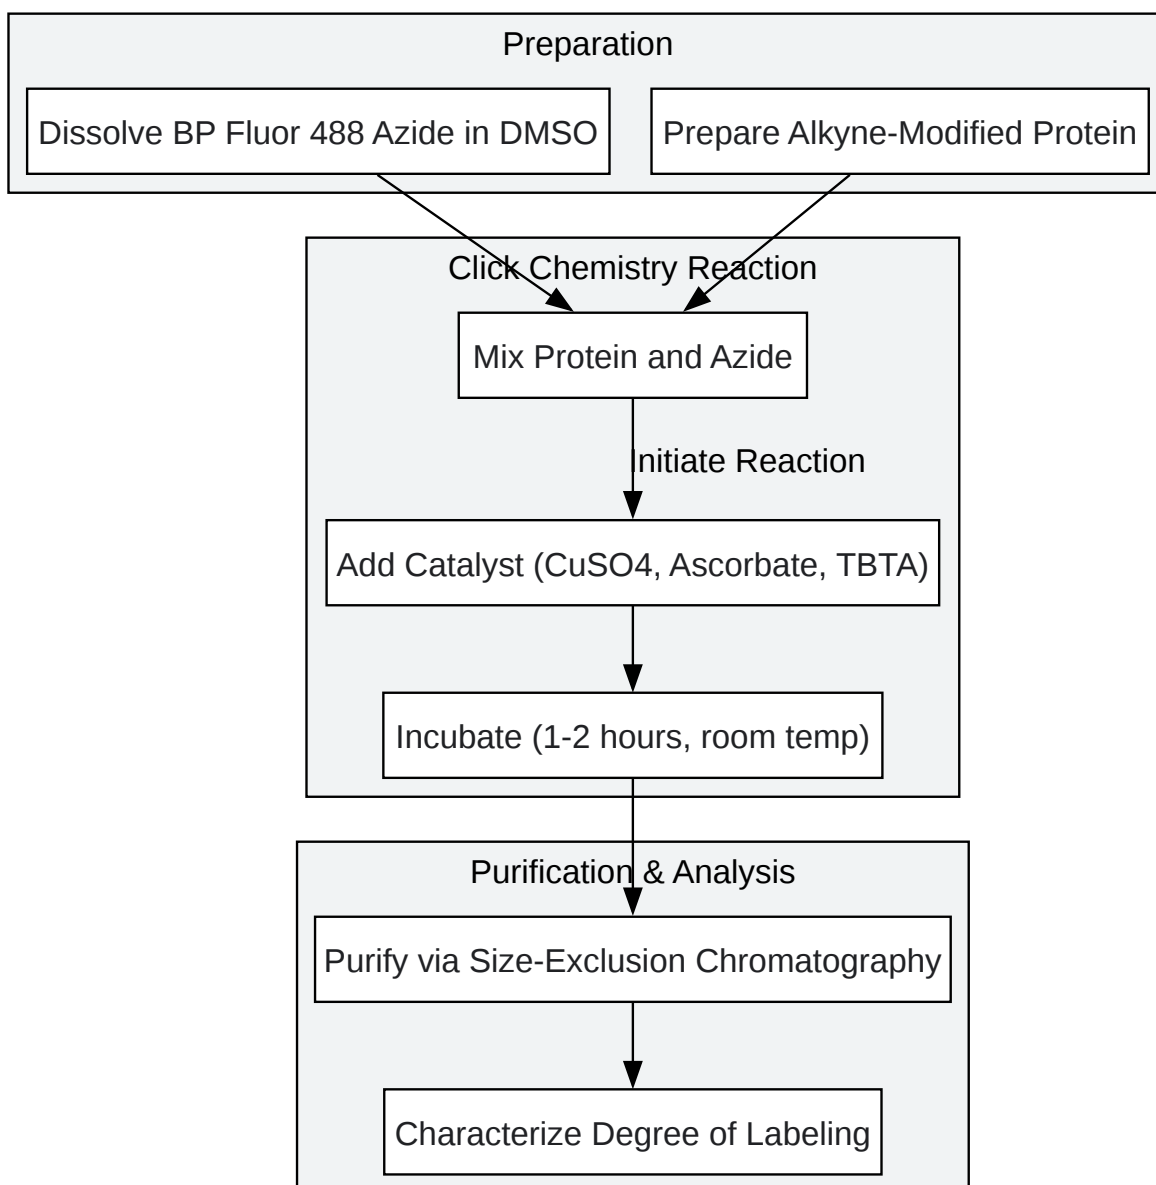 Preparation
Dissolve BP Fluor 488 Azide in DMSO
Prepare Alkyne-Modified Protein
Click Chemistry Reaction
Mix Protein and Azide
Initiate Reaction
Add Catalyst (CuSO4, Ascorbate, TBTA)
Incubate (1-2 hours, room temp)
Purification & Analysis
Purify via Size-Exclusion Chromatography
Characterize Degree of Labeling